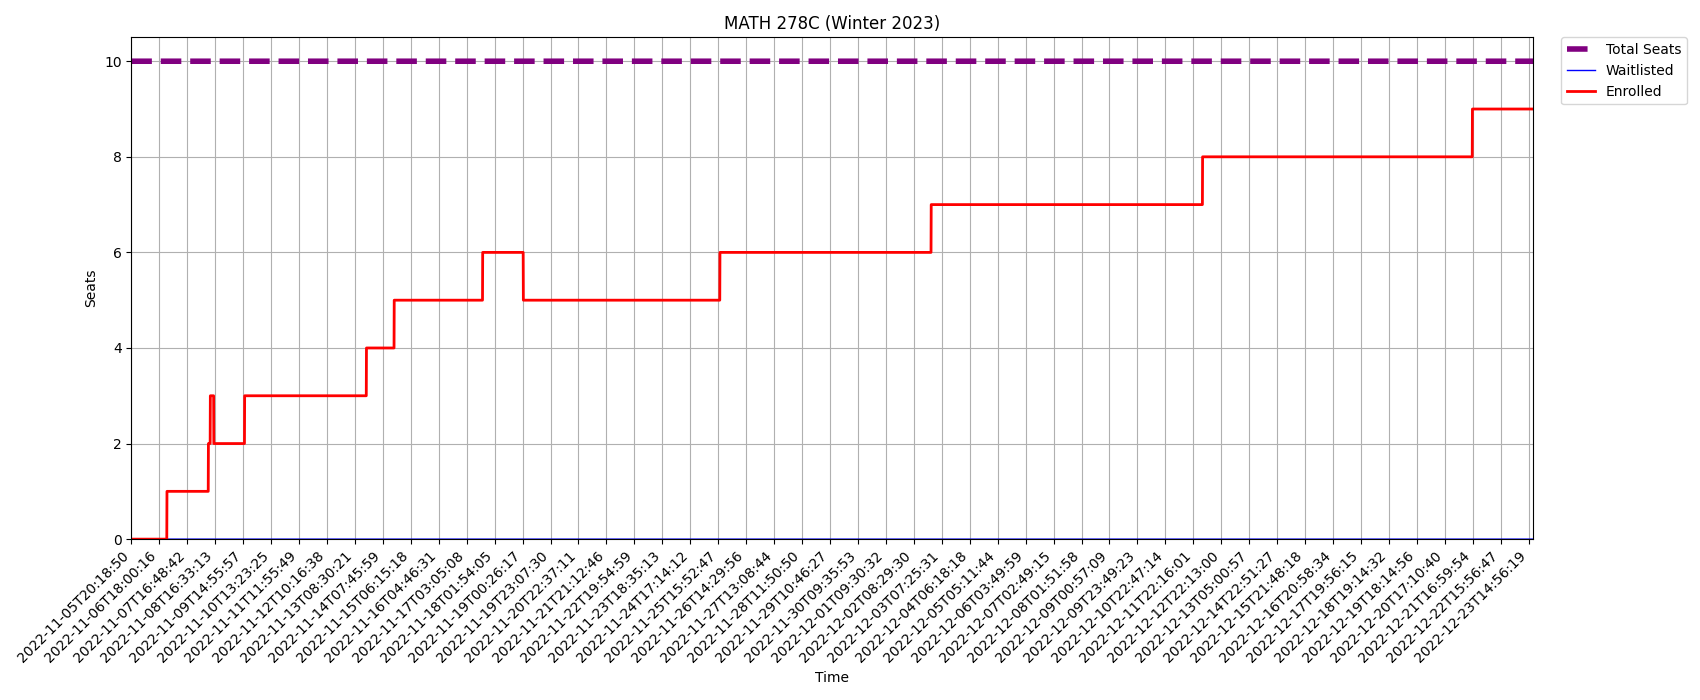 MATH 278C (Winter 2023)
Total Seats
Waitlisted
Enrolled
Seats
10
8
6
4
2
0
2022-11-05T20:18:50
2022-11-06T18:00:16
2022-11-07T16:48:42
2022-11-08T16:33:13
2022-11-09T14:55:57
2022-11-10T13:23:25
2022-11-11T11:55:49
2022-11-12T10:16:38
2022-11-13T08:30:21
2022-11-14T07:45:59
2022-11-15T06:15:18
2022-11-16T04:46:31
2022-11-17T03:05:08
2022-11-18T01:54:05
2022-11-19T00:26:17
2022-11-19T23:07:30
2022-11-20T22:37:11
2022-11-21T21:12:46
2022-11-22T19:54:59
2022-11-23T18:35:13
2022-11-24T17:14:12
2022-11-25T15:52:47
2022-11-26T14:29:56
2022-11-27T13:08:44
2022-11-28T11:50:50
2022-11-29T10:46:27
2022-11-30T09:35:53
2022-12-01T09:30:32
2022-12-02T08:29:30
2022-12-03T07:25:31
2022-12-04T06:18:18
2022-12-05T05:11:44
2022-12-06T03:49:59
2022-12-07T02:49:15
2022-12-08T01:51:58
2022-12-09T00:57:09
2022-12-09T23:49:23
2022-12-10T22:47:14
2022-12-11T22:16:01
2022-12-12T22:13:00
2022-12-13T05:00:57
2022-12-14T22:51:27
2022-12-15T21:48:18
2022-12-16T20:58:34
2022-12-17T19:56:15
2022-12-18T19:14:32
2022-12-19T18:14:56
2022-12-20T17:10:40
2022-12-21T16:59:54
2022-12-22T15:56:47
2022-12-23T14:56:19
Time